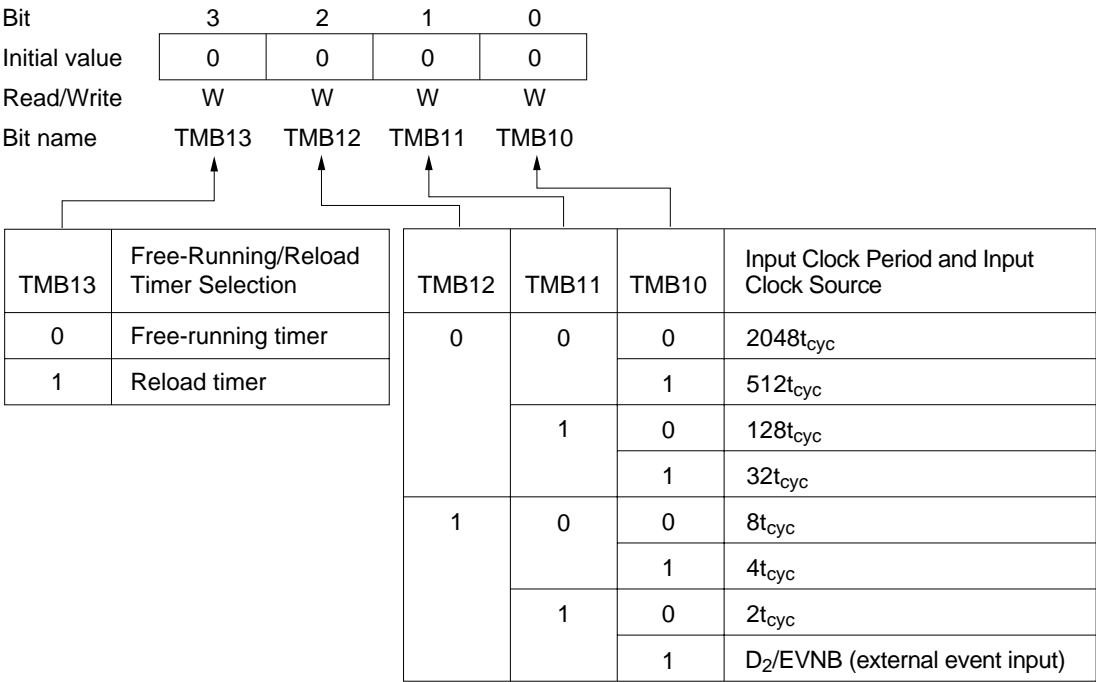 Bit 3 2 1 0
Initial value 0 0 0 0
Read/Write W W W W
Bit name TMB13 TMB12 TMB11 TMB10
TMB13 Free-Running/Reload
Timer Selection
0 Free-running timer
1 Reload timer
TMB12 TMB11 TMB10 Input Clock Period and Input
Clock Source
0 0 0 2048tcyc
1 512tcyc
1 0 128tcyc
1 32tcyc
1 0 0 8tcyc
1 4tcyc
1 0 2tcyc
1 D2/EVNB (external event input)